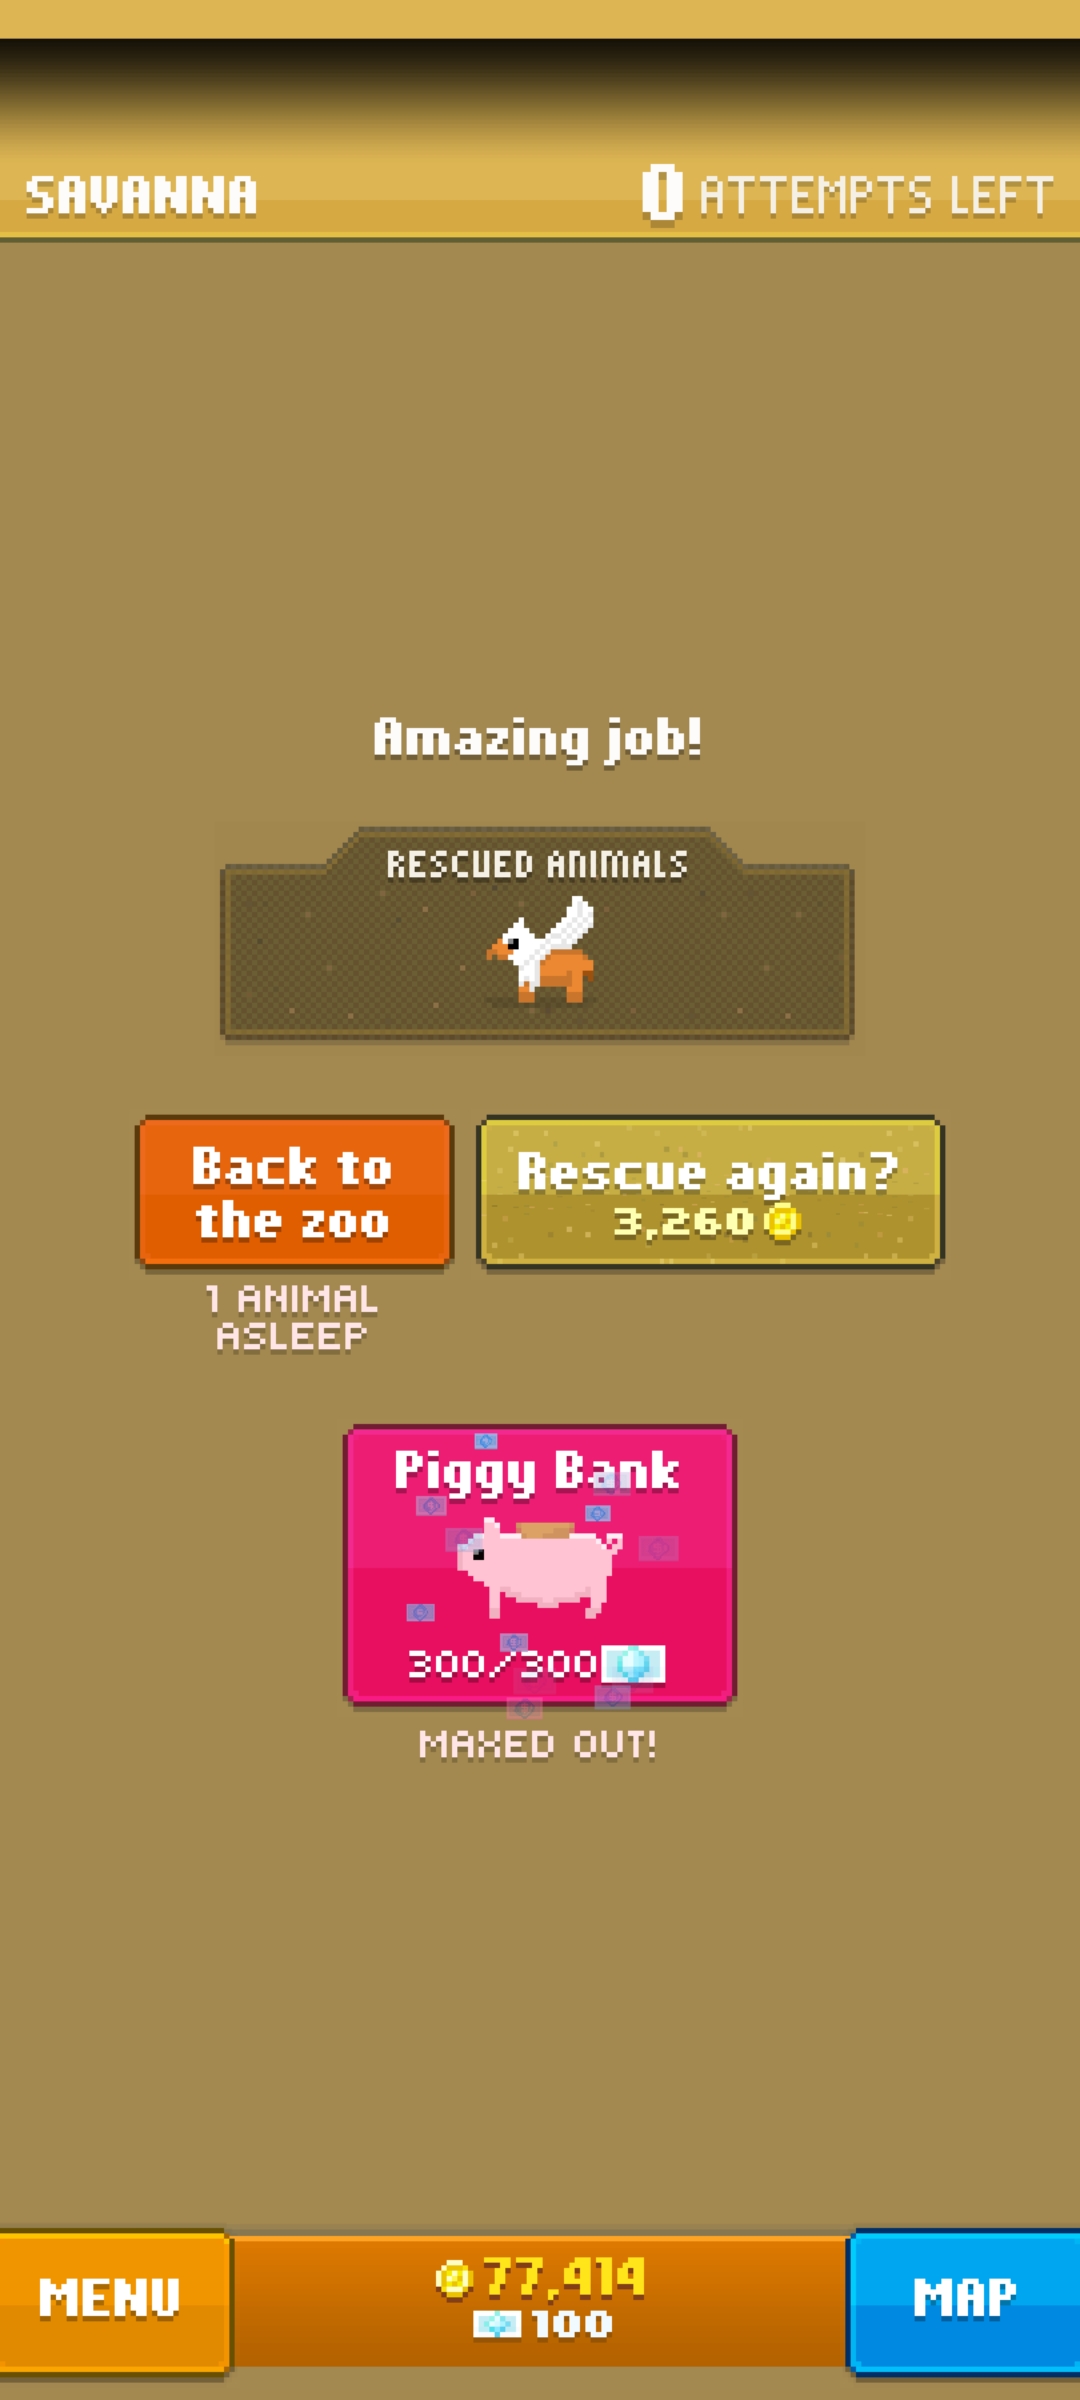 SAVANNA
0 ATTEMPTS LEFT
Amazing job!
RESCUED ANIMALS
Back to
the zoo
Rescue again?
3,260
1 ANIMAL
ASLEEP
Piggy Bank
300/300
MAXED OUT!
MENU
77,414
100
MAP